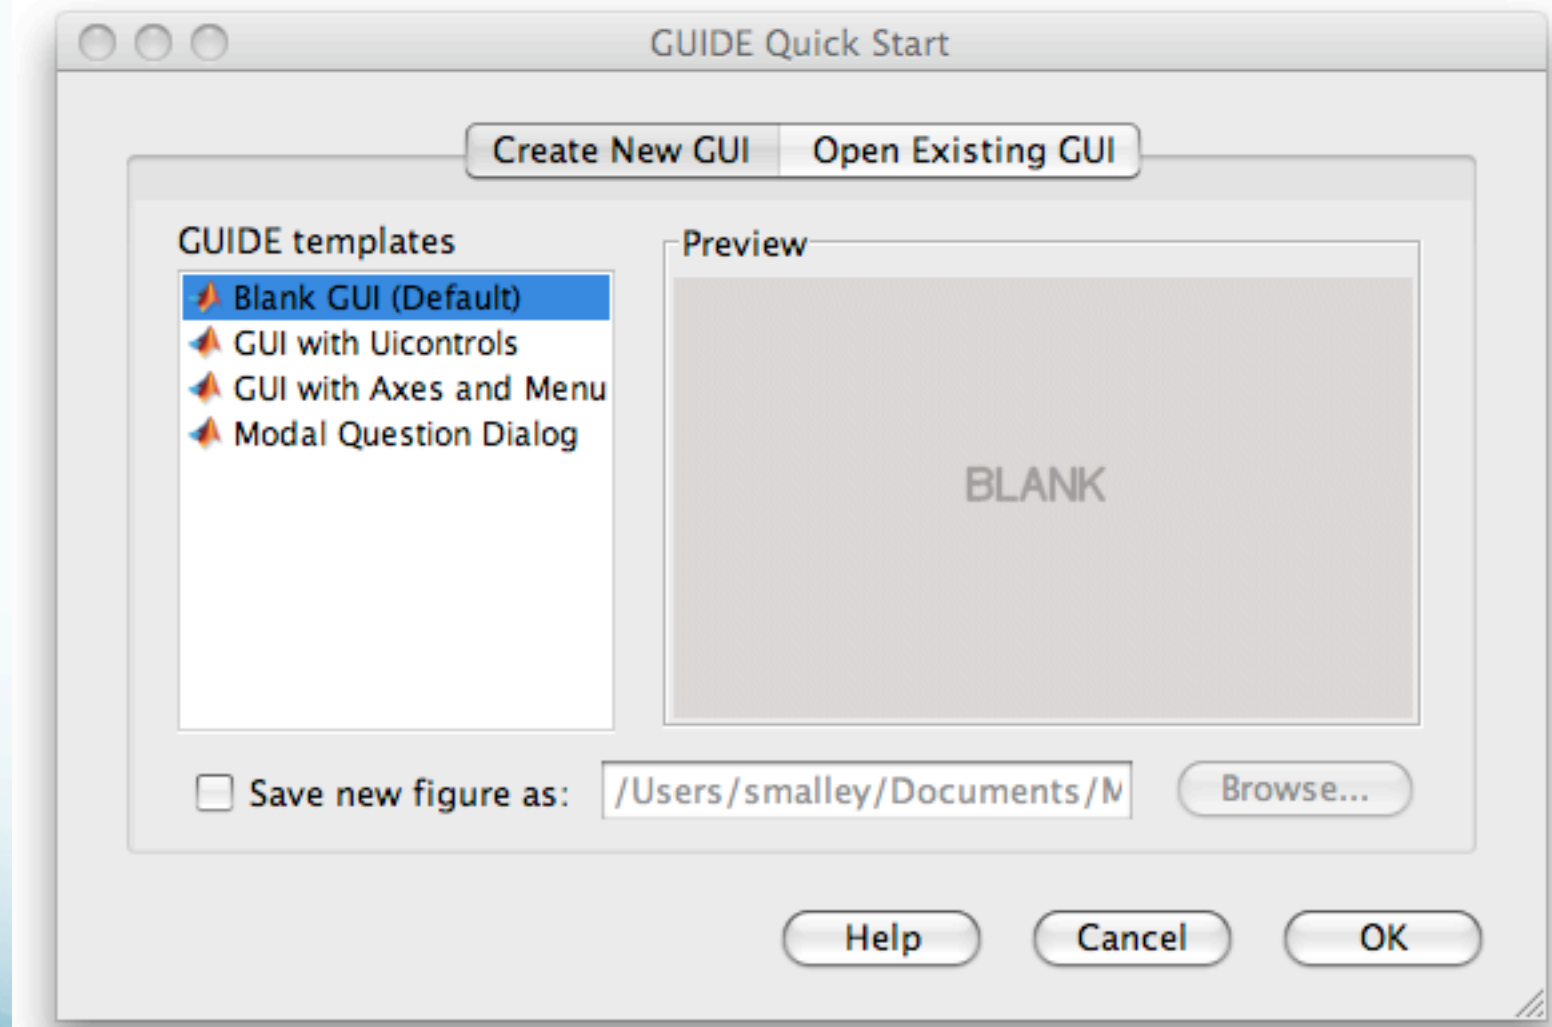 GUIDE Quick Start
Create New GUI Open Existing GUI
GUIDE templates
Blank GUI (Default)
GUI with Uicontrols
GUI with Axes and Menu
Modal Question Dialog
Preview
BLANK
Save new figure as: /Users/smalley/Documents/M
Browse...
Help Cancel OK